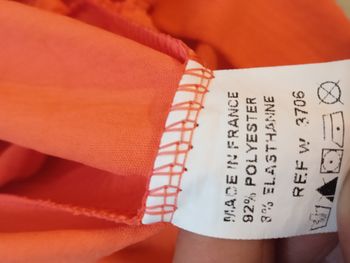 MADE IN FRANCE
92% POLYESTER
8% ELASTHANNE
REF W 3706